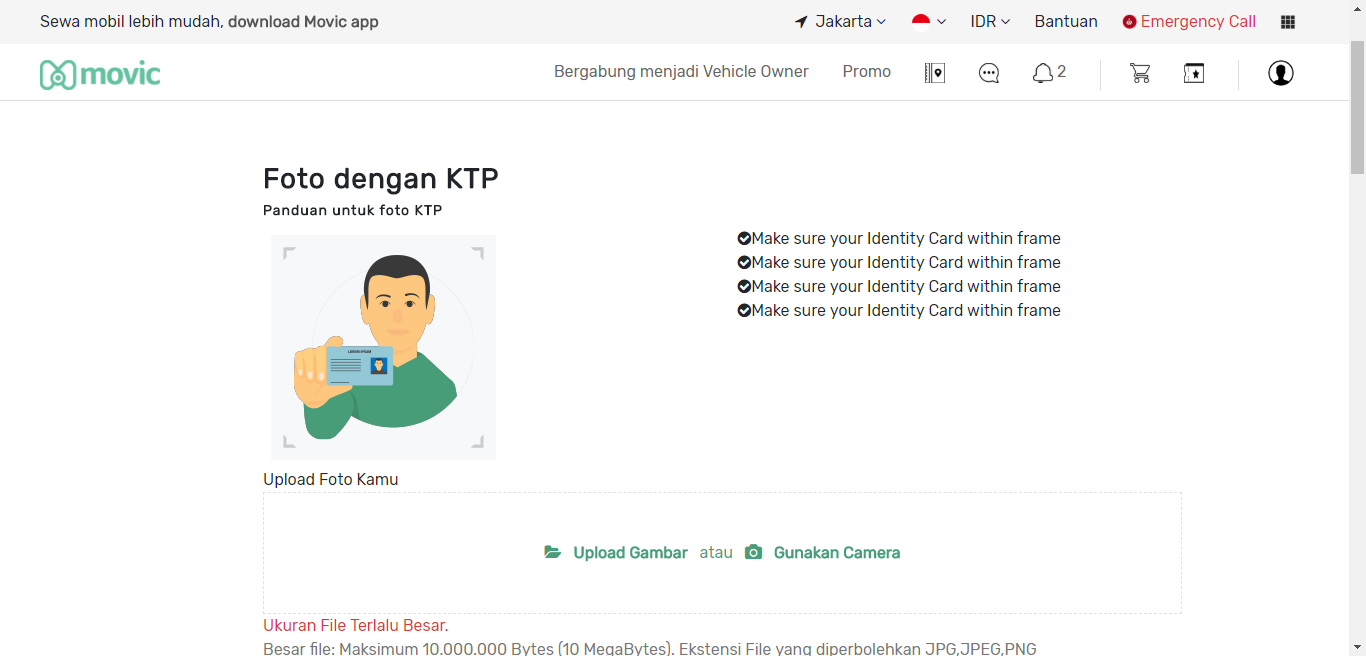 Sewa mobil lebih mudah, download Movic app
Jakarta
IDR
Bantuan
Emergency Call
movic
Bergabung menjadi Vehicle Owner
Promo
2
Foto dengan KTP
Panduan untuk foto KTP
Make sure your Identity Card within frame
Make sure your Identity Card within frame
Make sure your Identity Card within frame
Make sure your Identity Card within frame
LOREM IPSUM
Upload Foto Kamu
Upload Gambar atau Gunakan Camera
Ukuran File Terlalu Besar.
Besar file: Maksimum 10.000.000 Bytes (10 MegaBytes). Ekstensi File yang diperbolehkan JPG,JPEG,PNG